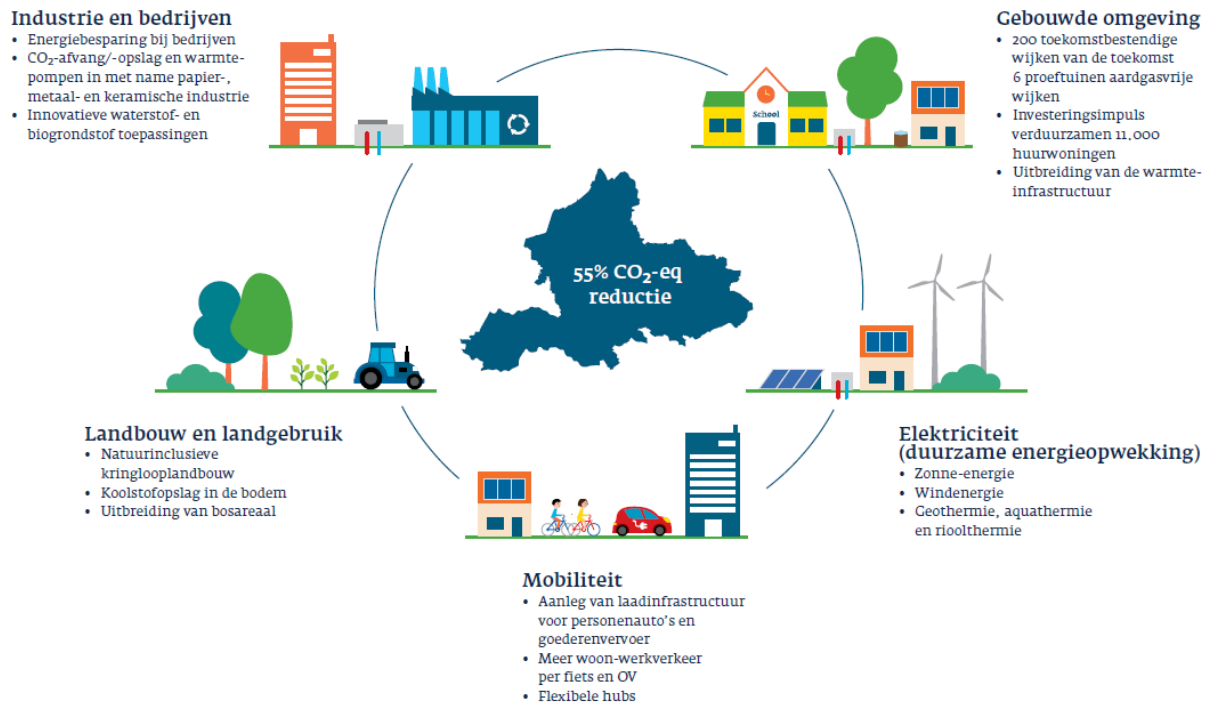 Industrie en bedrijven
• Energiebesparing bij bedrijven
• CO₂-afvang/-opslag en warmte-
pompen in met name papier-,
metaal- en keramische industrie
• Innovatieve waterstof- en
biogrondstof toepassingen
Gebouwde omgeving
• 200 toekomstbestendige
wijken van de toekomst
6 proeftuinen aardgasvrije
wijken
• Investeringsimpuls
verduurzamen 11.000
huurwoningen
• Uitbreiding van de warmte-
infrastructuur
School
55% CO₂-eq
reductie
Landbouw en landgebruik
• Natuurinclusieve
kringlooplandbouw
• Koolstofopslag in de bodem
• Uitbreiding van bosareaal
Elektriciteit
(duurzame energieopwekking)
• Zonne-energie
• Windenergie
• Geothermie, aquathermie
en rioolthermie
Mobiliteit
• Aanleg van laadinfrastructuur
voor personenauto's en
goederenvervoer
• Meer woon-werkverkeer
per fiets en OV
• Flexibele hubs